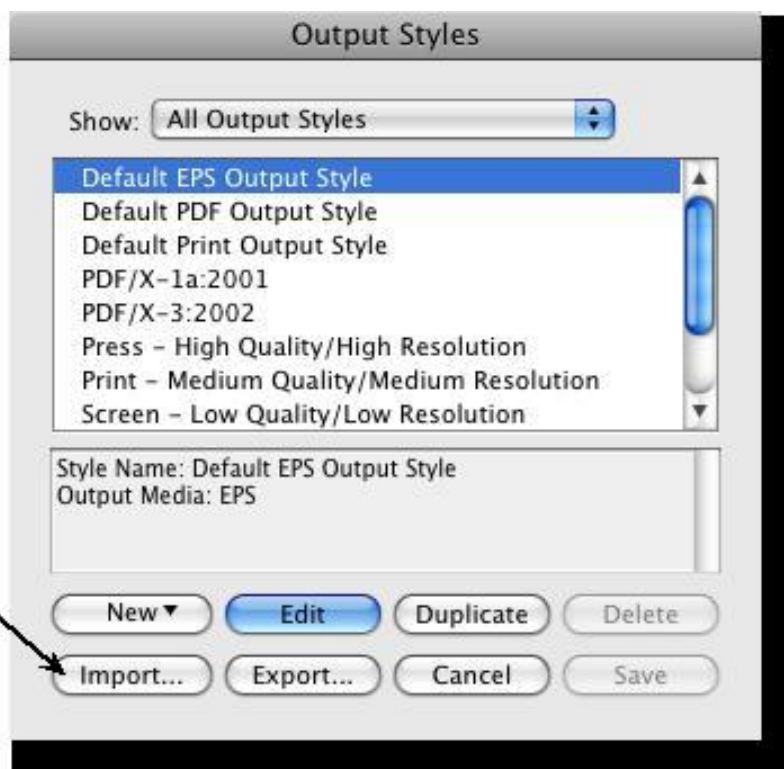 Output Styles
Show: All Output Styles
Default EPS Output Style
Default PDF Output Style
Default Print Output Style
PDF/X-1a:2001
PDF/X-3:2002
Press – High Quality/High Resolution
Print – Medium Quality/Medium Resolution
Screen – Low Quality/Low Resolution
Style Name: Default EPS Output Style
Output Media: EPS
New▼ Edit Duplicate Delete
Import... Export... Cancel Save